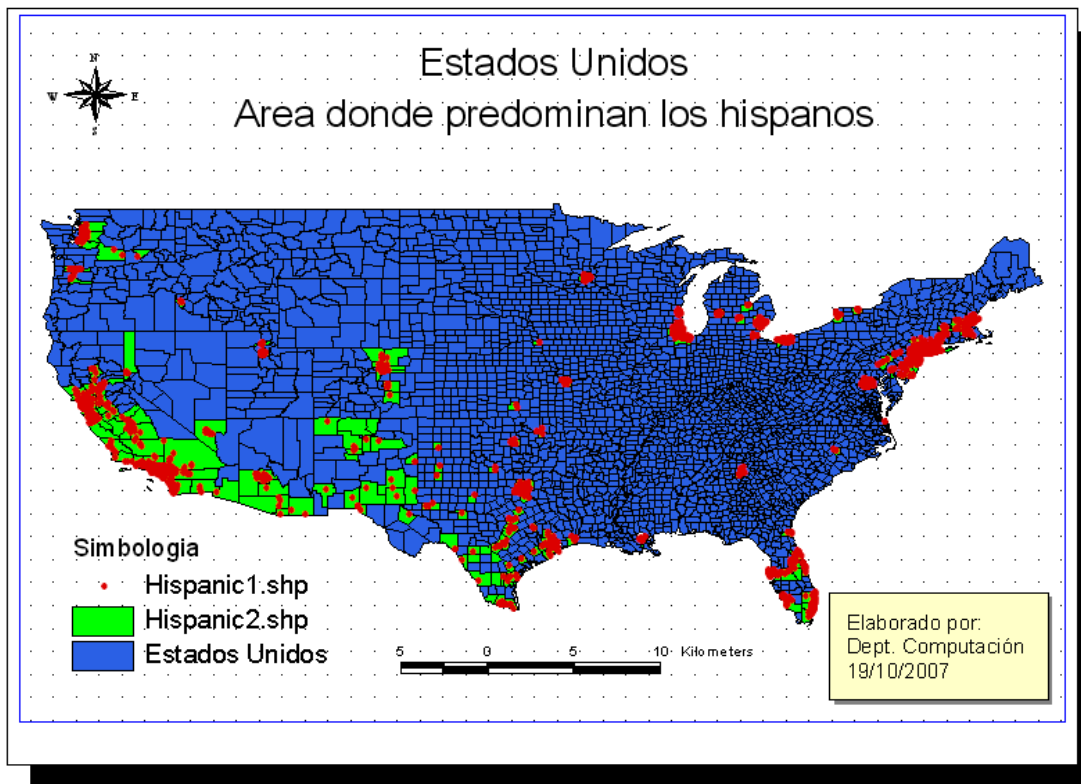 Estados Unidos
Area donde predominan los hispanos
N
W E
S
Simbologia
Hispanic1.shp
Hispanic2.shp
Estados Unidos
5 0 5 10 Kilometers
Elaborado por:
Dept. Computación
19/10/2007